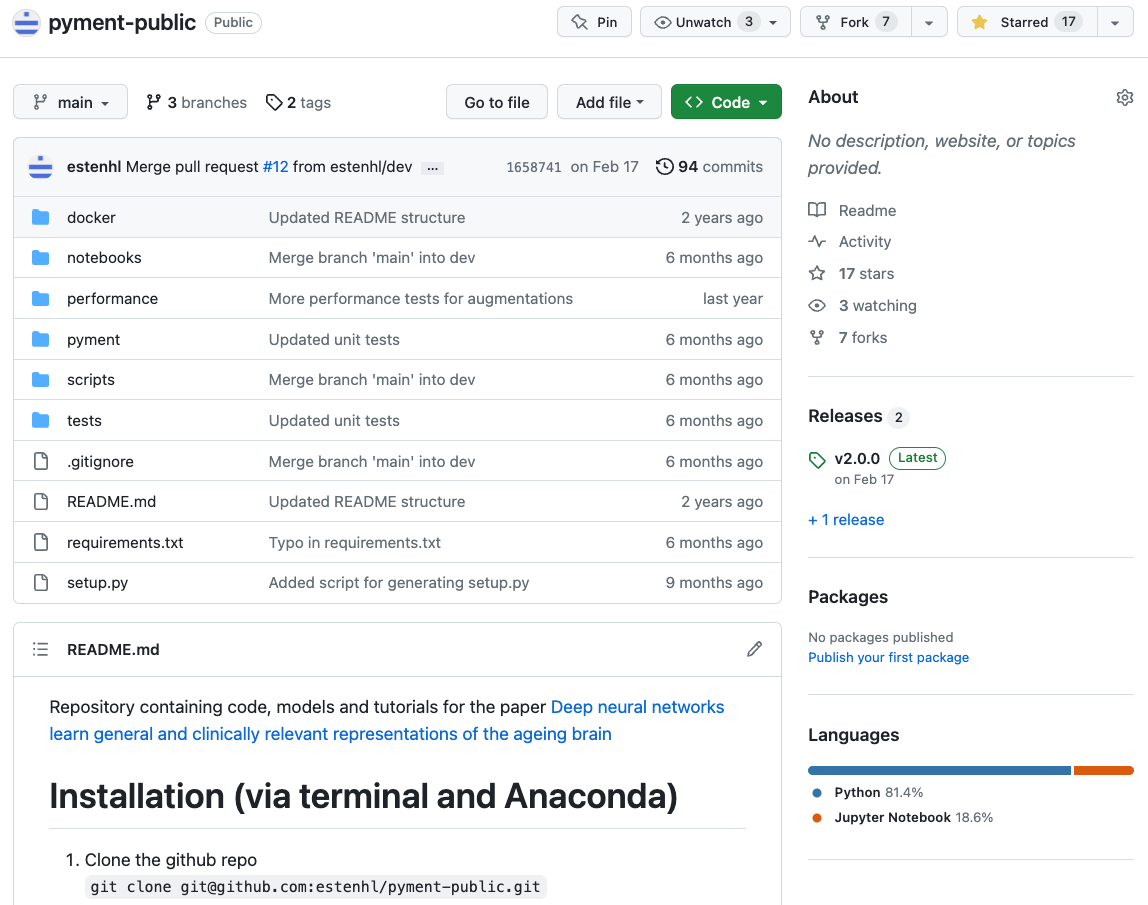 pyment-public Public Pin Unwatch 3 Fork 7 Starred 17
main 3 branches 2 tags Go to file Add file Code
estenhl Merge pull request #12 from estenhl/dev ... 1658741 on Feb 17 94 commits
docker Updated README structure 2 years ago
notebooks Merge branch 'main' into dev 6 months ago
performance More performance tests for augmentations last year
pyment Updated unit tests 6 months ago
scripts Merge branch 'main' into dev 6 months ago
tests Updated unit tests 6 months ago
.gitignore Merge branch 'main' into dev 6 months ago
README.md Updated README structure 2 years ago
requirements.txt Typo in requirements.txt 6 months ago
setup.py Added script for generating setup.py 9 months ago
README.md
Repository containing code, models and tutorials for the paper Deep neural networks
learn general and clinically relevant representations of the ageing brain
Installation (via terminal and Anaconda)
1. Clone the github repo
git clone git@github.com:estenhl/pyment-public.git
About
No description, website, or topics
provided.
Readme
Activity
17 stars
3 watching
7 forks
Releases 2
v2.0.0 Latest
on Feb 17
+ 1 release
Packages
No packages published
Publish your first package
Languages
Python 81.4%
Jupyter Notebook 18.6%